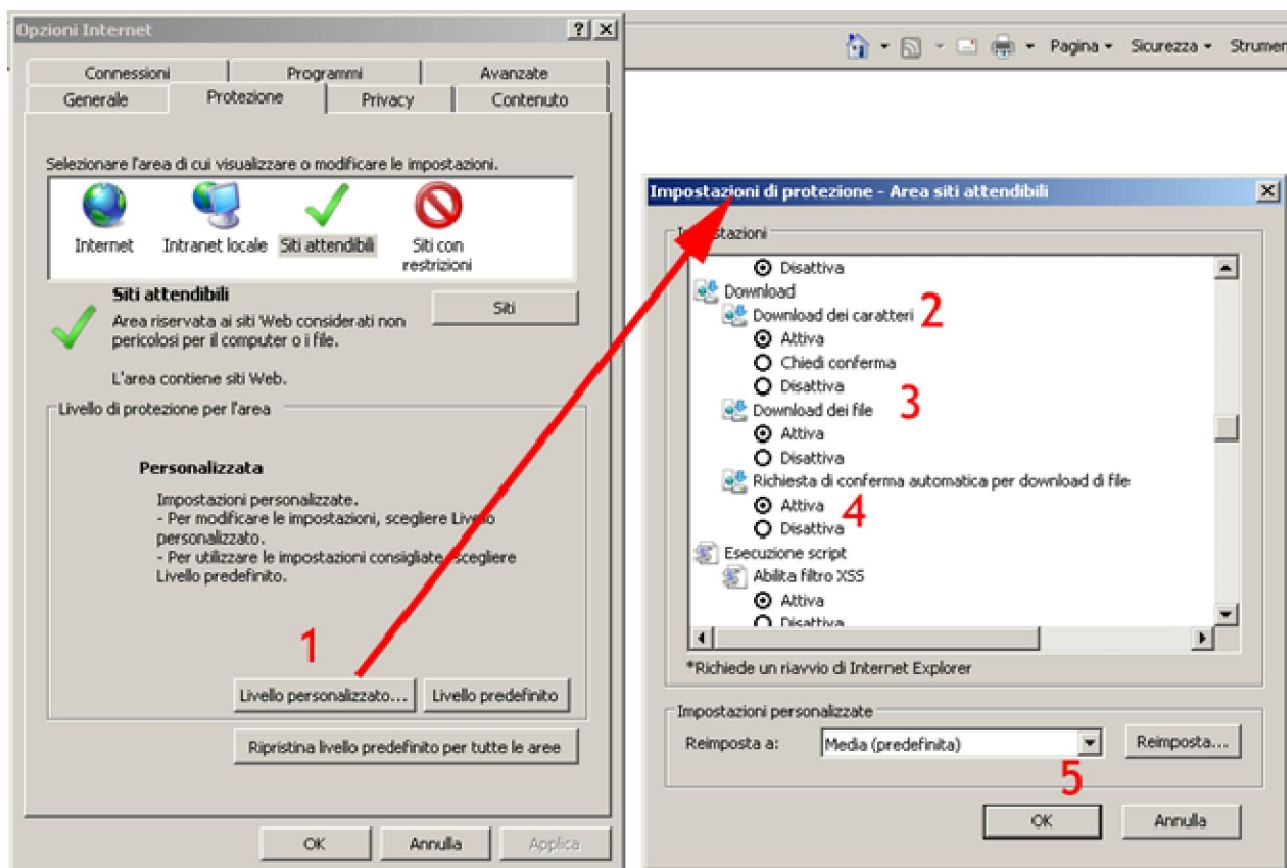 Opzioni Internet
Pagina
Sicurezza
Connessioni
Programmi
Avanzate
Generale
Protezione
Privacy
Contenuto
Selezionare l'area di cui visualizzare o modificare le impostazioni.
Internet
Intranet locale
Siti attendibili
Siti con
restrizioni
Siti attendibili
Area riservata ai siti Web considerati non
pericolosi per il computer o i file.
Siti
L'area contiene siti Web.
Livello di protezione per l'area
Personalizzata
Impostazioni personalizzate.
- Per modificare le impostazioni, scegliere Livello
personalizzato.
- Per utilizzare le impostazioni consigliate, scegliere
Livello predefinito.
1
Livello personalizzato...
Livello predefinito
Ripristina livello predefinito per tutte le aree
OK
Annulla
Applica
Impostazioni di protezione - Area siti attendibili
Impostazioni
Disattiva
Download
Download dei caratteri
2
Attiva
Chiedi conferma
Disattiva
3
Download dei file
Attiva
Disattiva
Richiesta di conferma automatica per download di file
Attiva
4
Disattiva
Esecuzione script
Abilita filtro XSS
Attiva
Disattiva
*Richiede un riavvio di Internet Explorer
Impostazioni personalizzate
Reimposta a:
Media (predefinita)
Reimposta...
5
OK
Annulla